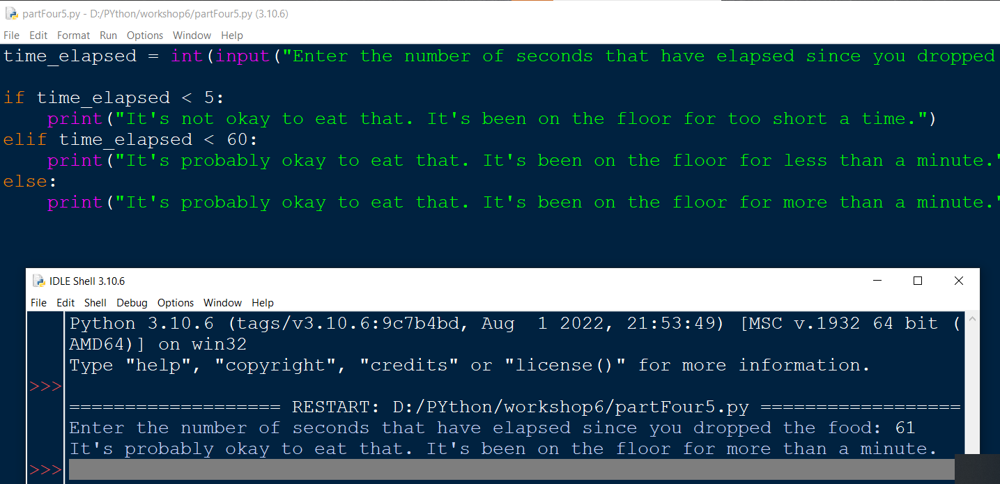 partFour5.py - D:/PYthon/workshop6/partFour5.py (3.10.6)
File Edit Format Run Options Window Help
time_elapsed = int(input("Enter the number of seconds that have elapsed since you dropped
if time_elapsed < 5:
    print("It's not okay to eat that. It's been on the floor for too short a time.")
elif time_elapsed < 60:
    print("It's probably okay to eat that. It's been on the floor for less than a minute."
else:
    print("It's probably okay to eat that. It's been on the floor for more than a minute."
IDLE Shell 3.10.6
File Edit Shell Debug Options Window Help
Python 3.10.6 (tags/v3.10.6:9c7b4bd, Aug  1 2022, 21:53:49) [MSC v.1932 64 bit (
AMD64)] on win32
Type "help", "copyright", "credits" or "license()" for more information.
>>>
=================== RESTART: D:/PYthon/workshop6/partFour5.py ==================
Enter the number of seconds that have elapsed since you dropped the food: 61
It's probably okay to eat that. It's been on the floor for more than a minute.
>>>